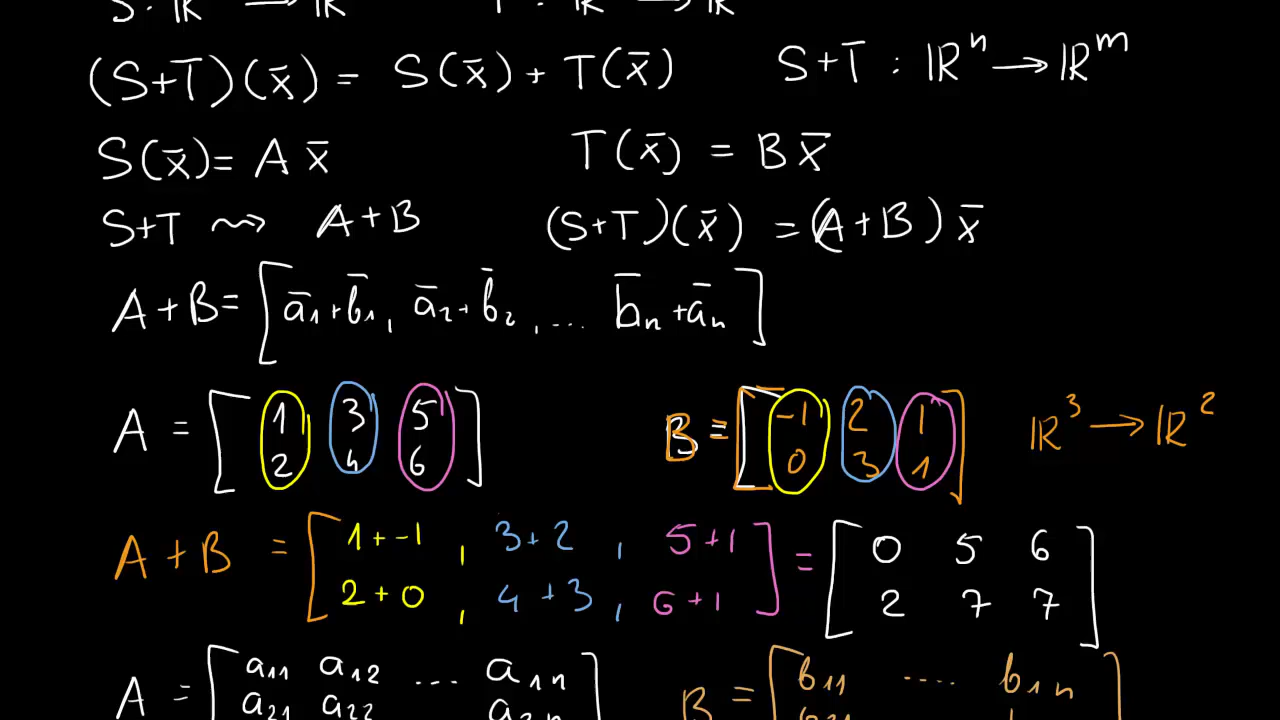 S : ℝ → ℝ   T : ℝ → ℝ
(S+T)(x̄) = S(x̄) + T(x̄)   S+T : ℝⁿ → ℝᵐ
S(x̄) = A x̄   T(x̄) = B x̄
S+T ⇝ A+B   (S+T)(x̄) = (A+B) x̄
A+B = [ ā₁+b̄₁, ā₂+b̄₂, ... b̄ₙ+āₙ ]
A = [ 1 3 5   B = [ -1 2 1   ℝ³ → ℝ²
2 4 6 ]   0 3 1 ]
A+B = [ 1+-1, 3+2, 5+1 = [ 0 5 6
2+0, 4+3, 6+1 ]   2 7 7 ]
A = [ a₁₁ a₁₂ ... a₁ₙ   B = [ b₁₁ .... b₁ₙ
a₂₁ a₂₂ a₂ₙ ]